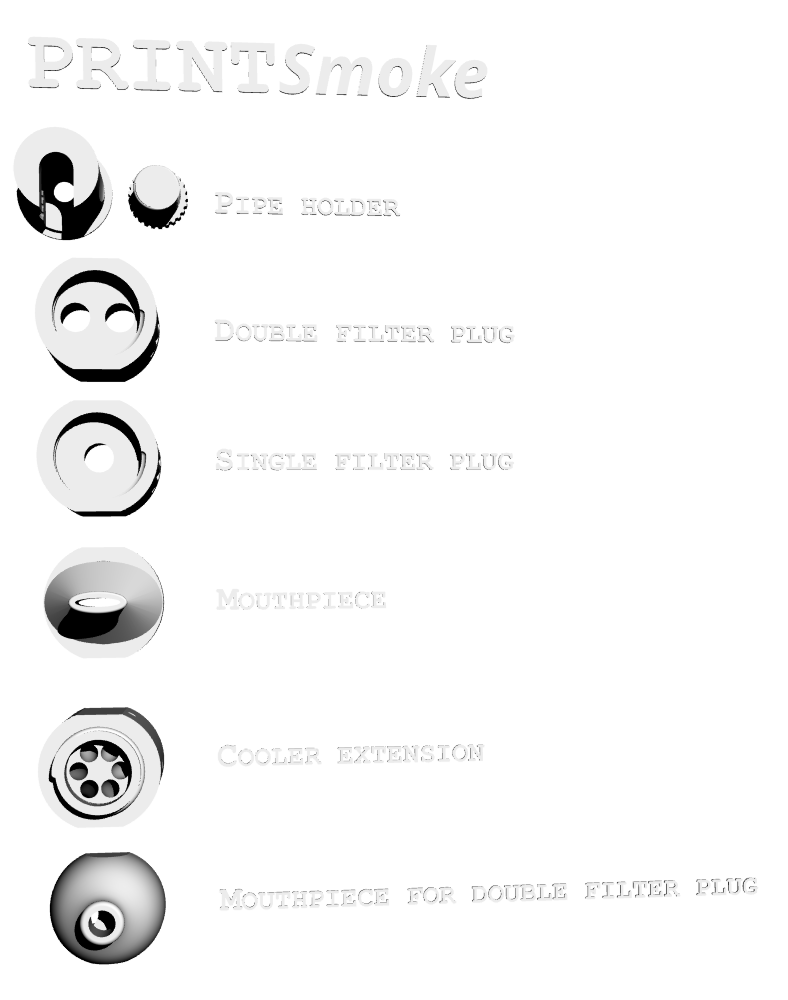 PRINTSmoke
Pipe holder
Double filter plug
Single filter plug
Mouthpiece
Cooler extension
Mouthpiece for double filter plug